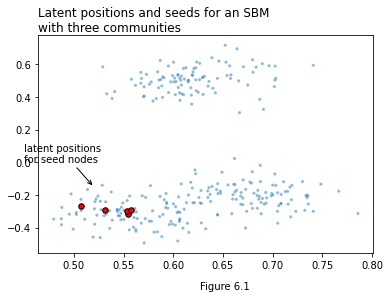 Latent positions and seeds for an SBM
with three communities
0.6
0.4
0.2
0.0
−0.2
−0.4
latent positions
for seed nodes
0.50
0.55
0.60
0.65
0.70
0.75
0.80
Figure 6.1